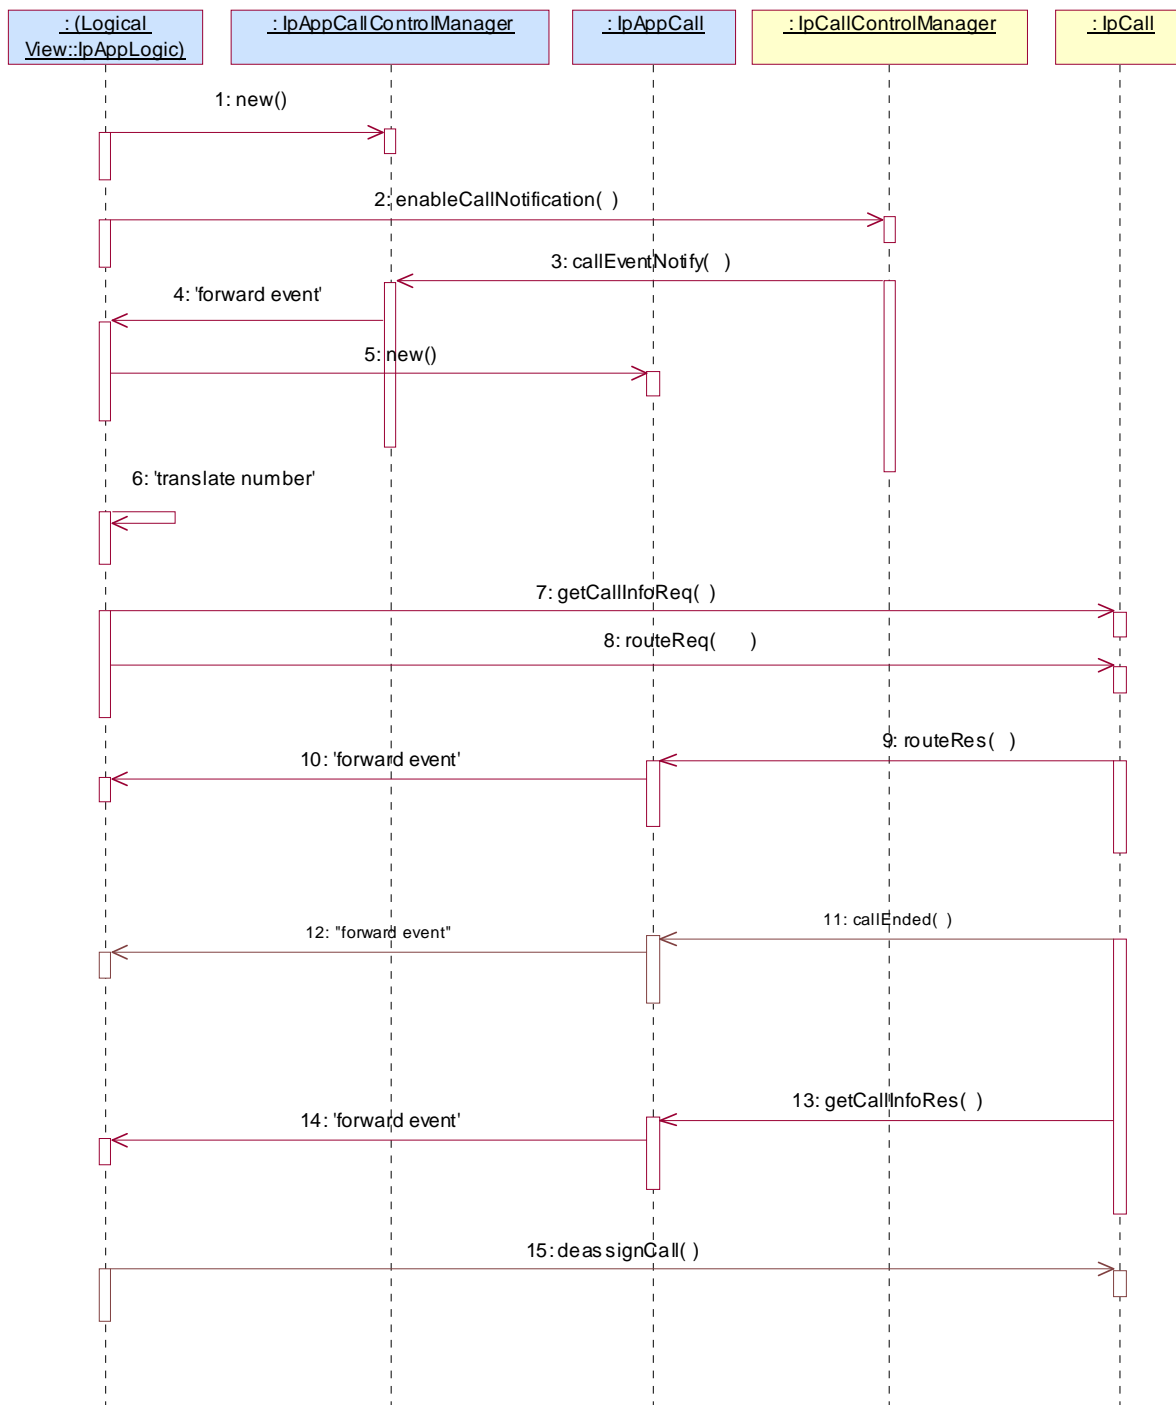 : (Logical
View::IpAppLogic)
: IpAppCallControlManager
: IpAppCall
: IpCallControlManager
: IpCall
1: new()
2: enableCallNotification( )
3: callEventNotify( )
4: 'forward event'
5: new()
6: 'translate number'
7: getCallInfoReq( )
8: routeReq( )
9: routeRes( )
10: 'forward event'
11: callEnded( )
12: "forward event"
13: getCallInfoRes( )
14: 'forward event'
15: deassignCall( )